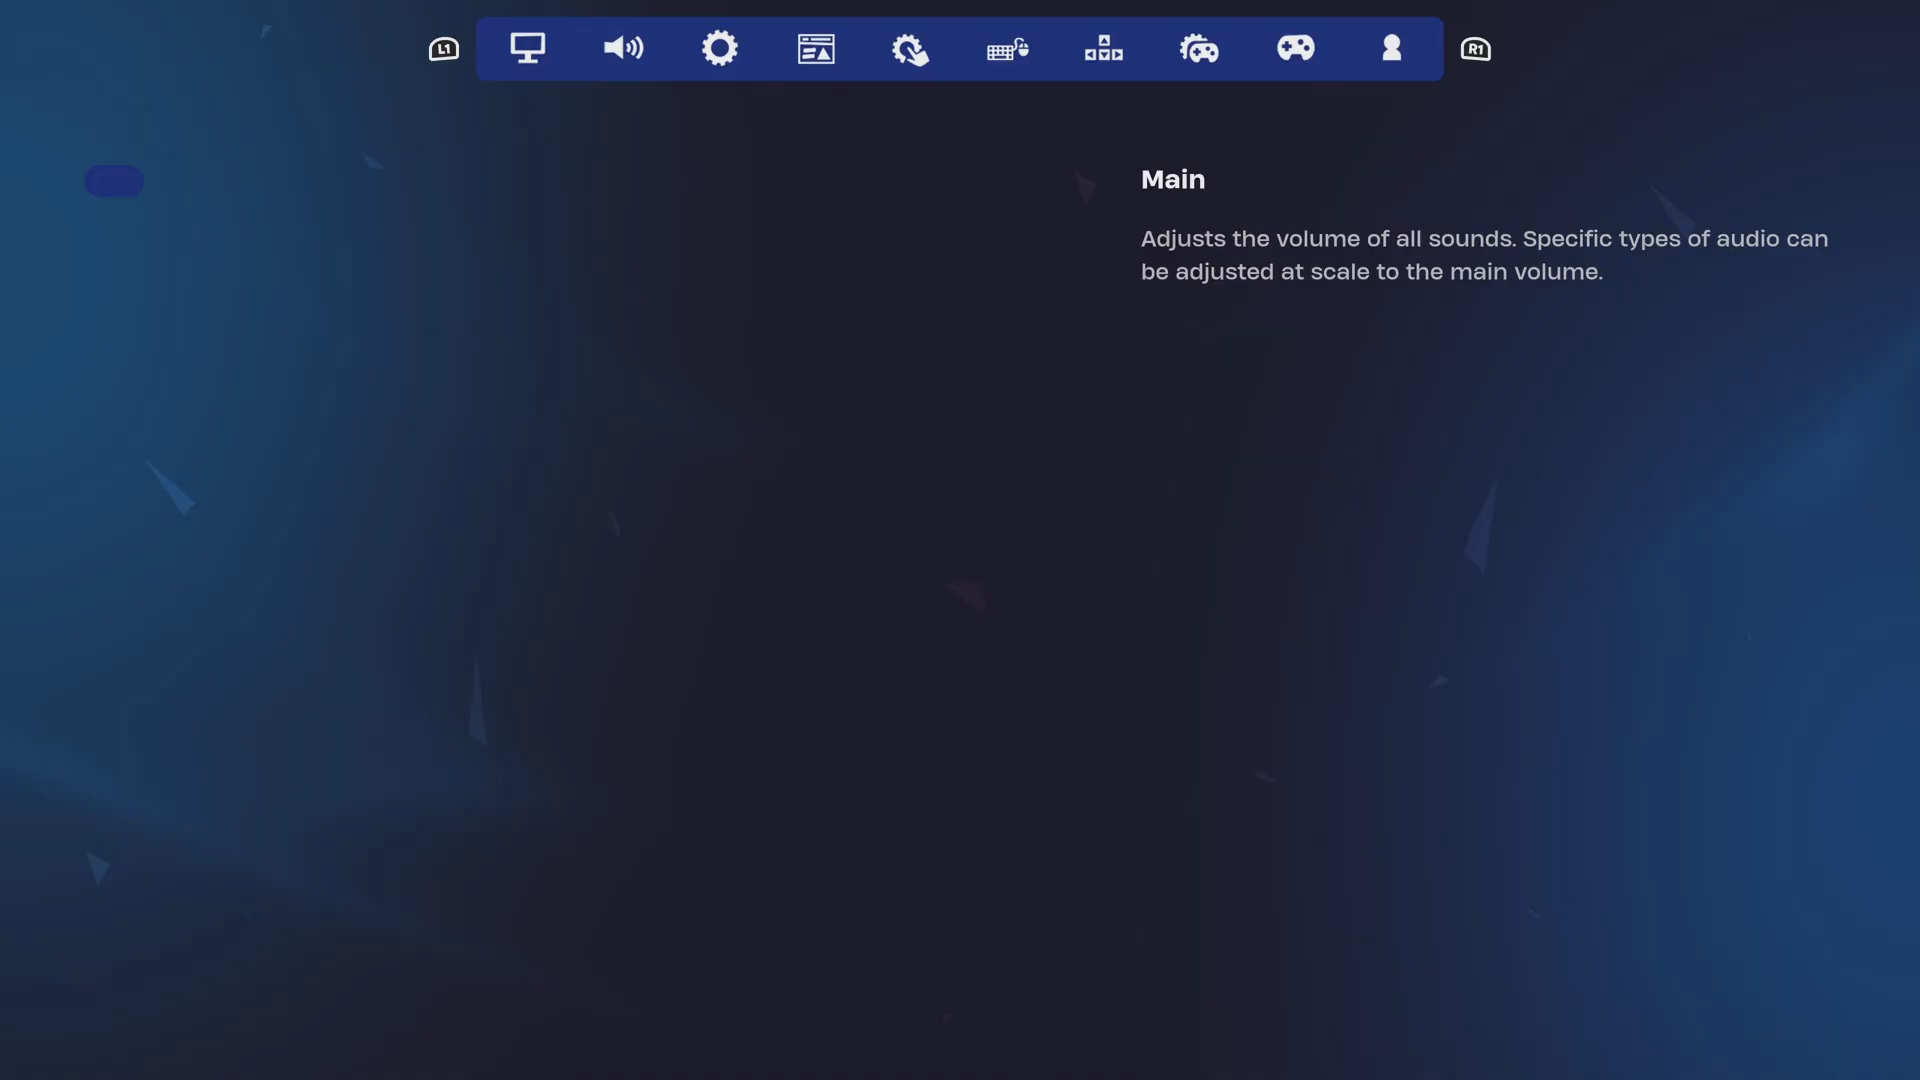 L1
R1
Main
Adjusts the volume of all sounds. Specific types of audio can
be adjusted at scale to the main volume.